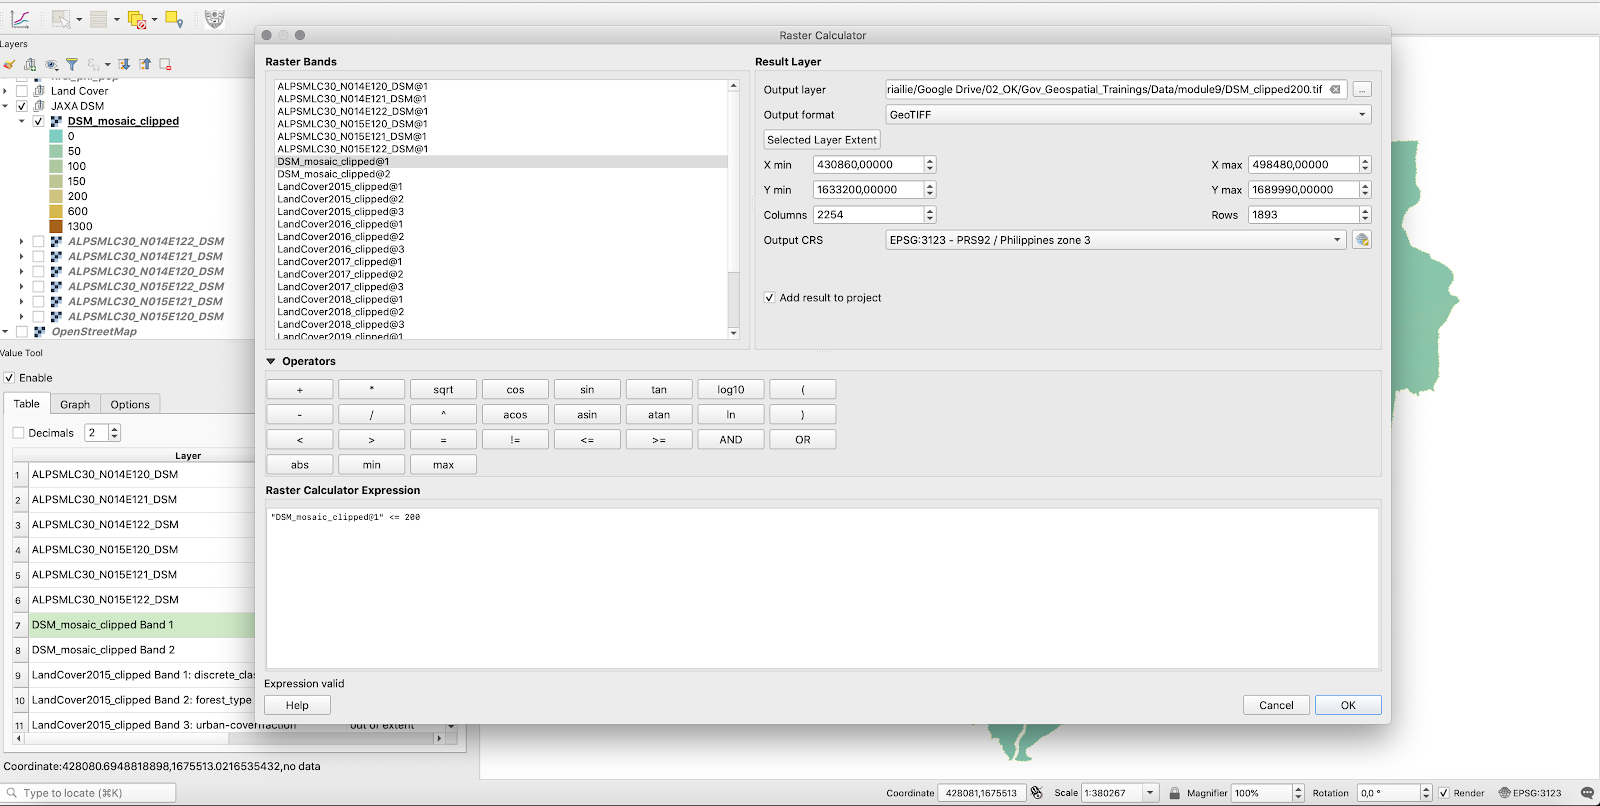 Raster Calculator
Layers
Land Cover
JAXA DSM
DSM_mosaic_clipped
0
50
100
150
200
600
1300
ALPSMLC30_N014E122_DSM
ALPSMLC30_N014E121_DSM
ALPSMLC30_N014E120_DSM
ALPSMLC30_N015E122_DSM
ALPSMLC30_N015E121_DSM
ALPSMLC30_N015E120_DSM
OpenStreetMap
Value Tool
Enable
Table Graph Options
Decimals 2
Layer
1 ALPSMLC30_N014E120_DSM
2 ALPSMLC30_N014E121_DSM
3 ALPSMLC30_N014E122_DSM
4 ALPSMLC30_N015E120_DSM
5 ALPSMLC30_N015E121_DSM
6 ALPSMLC30_N015E122_DSM
7 DSM_mosaic_clipped Band 1
8 DSM_mosaic_clipped Band 2
9 LandCover2015_clipped Band 1: discrete_clas
10 LandCover2015_clipped Band 2: forest_type
11 LandCover2015_clipped Band 3: urban-coverfraction out of extent
Coordinate:428080.6948818898,1675513.0216535432,no data
Raster Bands
ALPSMLC30_N014E120_DSM@1
ALPSMLC30_N014E121_DSM@1
ALPSMLC30_N014E122_DSM@1
ALPSMLC30_N015E120_DSM@1
ALPSMLC30_N015E121_DSM@1
ALPSMLC30_N015E122_DSM@1
DSM_mosaic_clipped@1
DSM_mosaic_clipped@2
LandCover2015_clipped@1
LandCover2015_clipped@2
LandCover2015_clipped@3
LandCover2016_clipped@1
LandCover2016_clipped@2
LandCover2016_clipped@3
LandCover2017_clipped@1
LandCover2017_clipped@2
LandCover2017_clipped@3
LandCover2018_clipped@1
LandCover2018_clipped@2
LandCover2018_clipped@3
LandCover2019_clipped@1
Result Layer
Output layer riailie/Google Drive/02_OK/Gov_Geospatial_Trainings/Data/module9/DSM_clipped200.tif ...
Output format GeoTIFF
Selected Layer Extent
X min 430860,00000 X max 498480,00000
Y min 1633200,00000 Y max 1689990,00000
Columns 2254 Rows 1893
Output CRS EPSG:3123 - PRS92 / Philippines zone 3
Add result to project
Operators
+ * sqrt cos sin tan log10 (
- / ^ acos asin atan ln )
< > = != <= >= AND OR
abs min max
Raster Calculator Expression
"DSM_mosaic_clipped@1" <= 200
Expression valid
Help Cancel OK
Type to locate (⌘K) Coordinate 428081,1675513 Scale 1:380267 Magnifier 100% Rotation 0,0 ° Render EPSG:3123